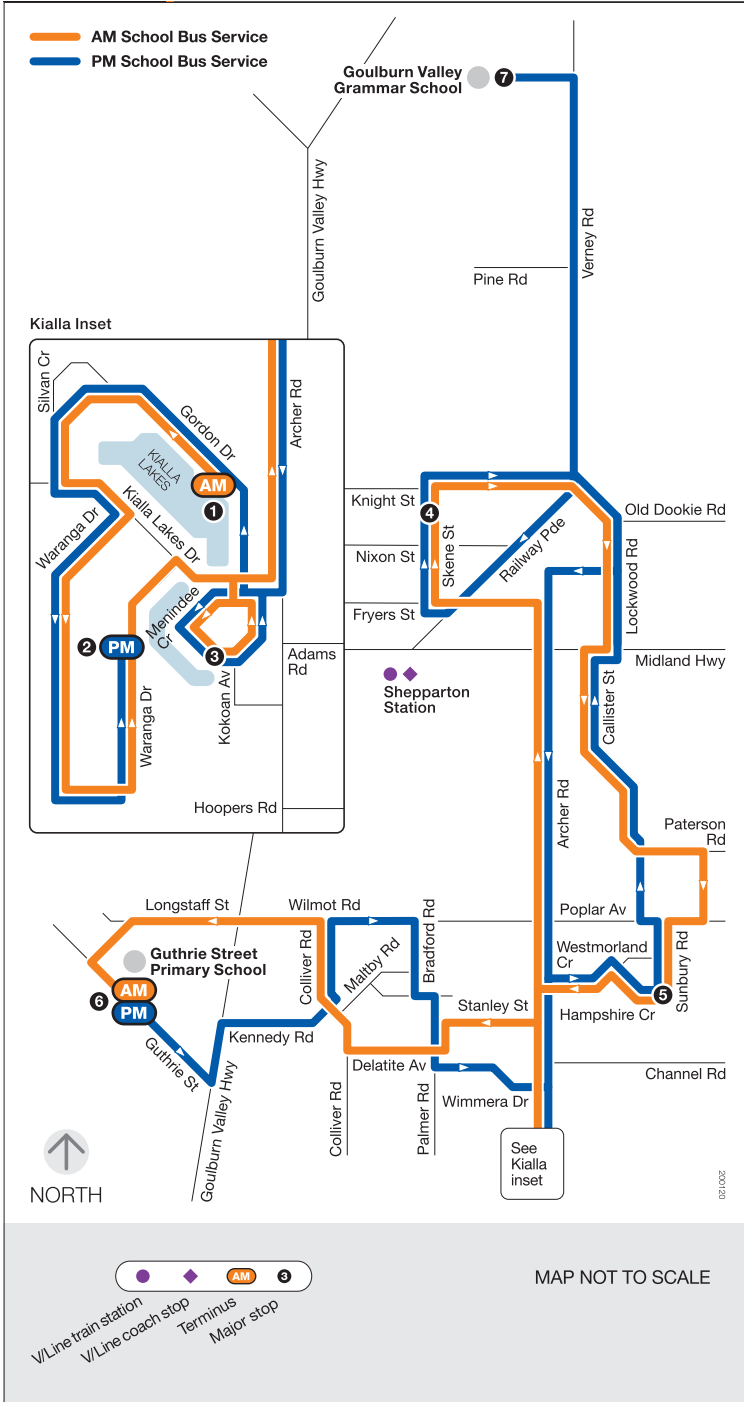 AM School Bus Service
PM School Bus Service
Goulburn Valley
Grammar School
7
Goulburn Valley Hwy
Verney Rd
Pine Rd
Kialla Inset
Silvan Cr
Gordon Dr
Archer Rd
KIALLA
LAKES
AM
1
Kialla Lakes Dr
Waranga Dr
Menindee
Cr
2
PM
3
Adams
Rd
Kokoan Av
Waranga Dr
Hoopers Rd
Knight St
4
Old Dookie Rd
Nixon St
Skene St
Railway Pde
Lockwood Rd
Fryers St
Midland Hwy
Shepparton
Station
Callister St
Archer Rd
Paterson
Rd
Longstaff St
Wilmot Rd
Poplar Av
Bradford Rd
Colliver Rd
Maltby Rd
Westmorland
Cr
Sunbury Rd
Guthrie Street
Primary School
AM
6
PM
5
Stanley St
Hampshire Cr
Kennedy Rd
Guthrie St
Delatite Av
Channel Rd
Wimmera Dr
Goulburn Valley Hwy
Colliver Rd
Palmer Rd
See
Kialla
inset
NORTH
200120
AM
3
V/Line train station
V/Line coach stop
Terminus
Major stop
MAP NOT TO SCALE